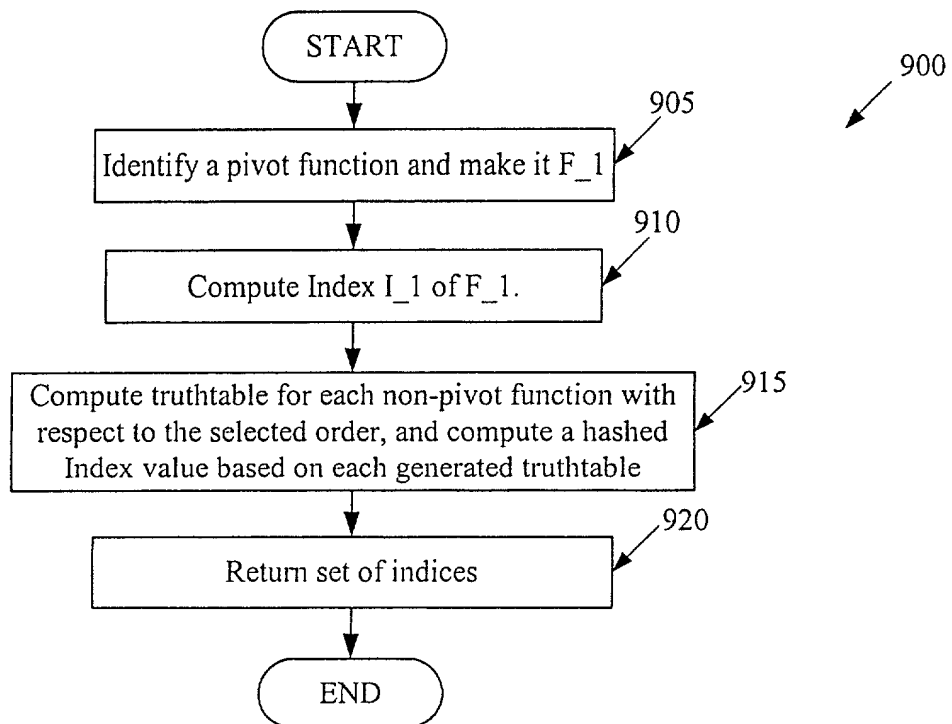 START
900
905
Identify a pivot function and make it F_1
910
Compute Index I_1 of F_1.
915
Compute truthtable for each non-pivot function with
respect to the selected order, and compute a hashed
Index value based on each generated truthtable
920
Return set of indices
END